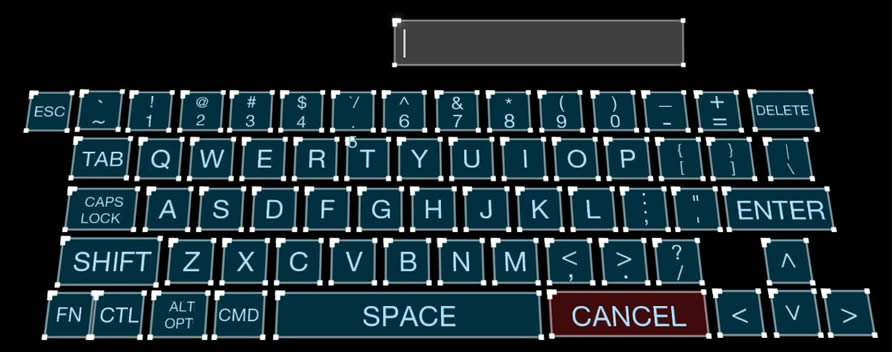 ESC ` ~ ! 1 @ 2 # 3 $ 4 `/ . 5 ^ 6 & 7 * 8 ( 9 ) 0 — - + = DELETE
TAB Q W E R T Y U I O P { [ } ] | \
CAPS LOCK A S D F G H J K L : ; " ' ENTER
SHIFT Z X C V B N M < , > . ? / ^
FN CTL ALT OPT CMD SPACE CANCEL < v >